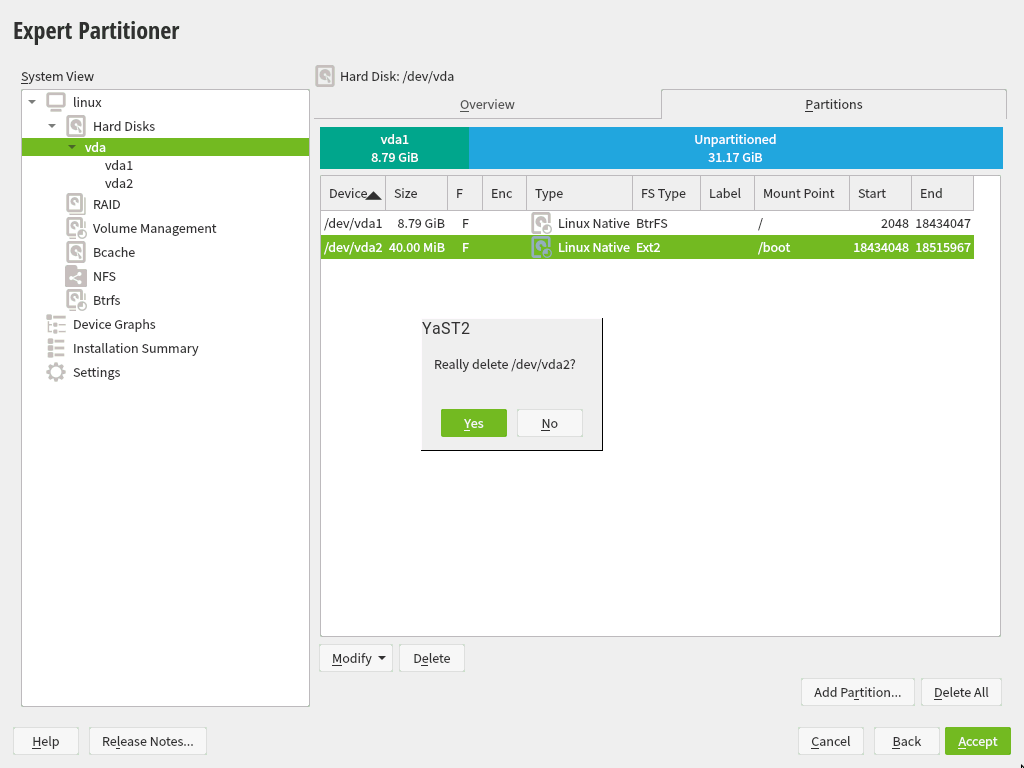 Expert Partitioner
System View
linux
Hard Disks
vda
vda1
vda2
RAID
Volume Management
Bcache
NFS
Btrfs
Device Graphs
Installation Summary
Settings
Hard Disk: /dev/vda
Overview Partitions
vda1 Unpartitioned
8.79 GiB 31.17 GiB
Device Size F Enc Type FS Type Label Mount Point Start End
/dev/vda1 8.79 GiB F Linux Native BtrFS / 2048 18434047
/dev/vda2 40.00 MiB F Linux Native Ext2 /boot 18434048 18515967
YaST2
Really delete /dev/vda2?
Yes No
Modify Delete
Add Partition... Delete All
Help Release Notes... Cancel Back Accept